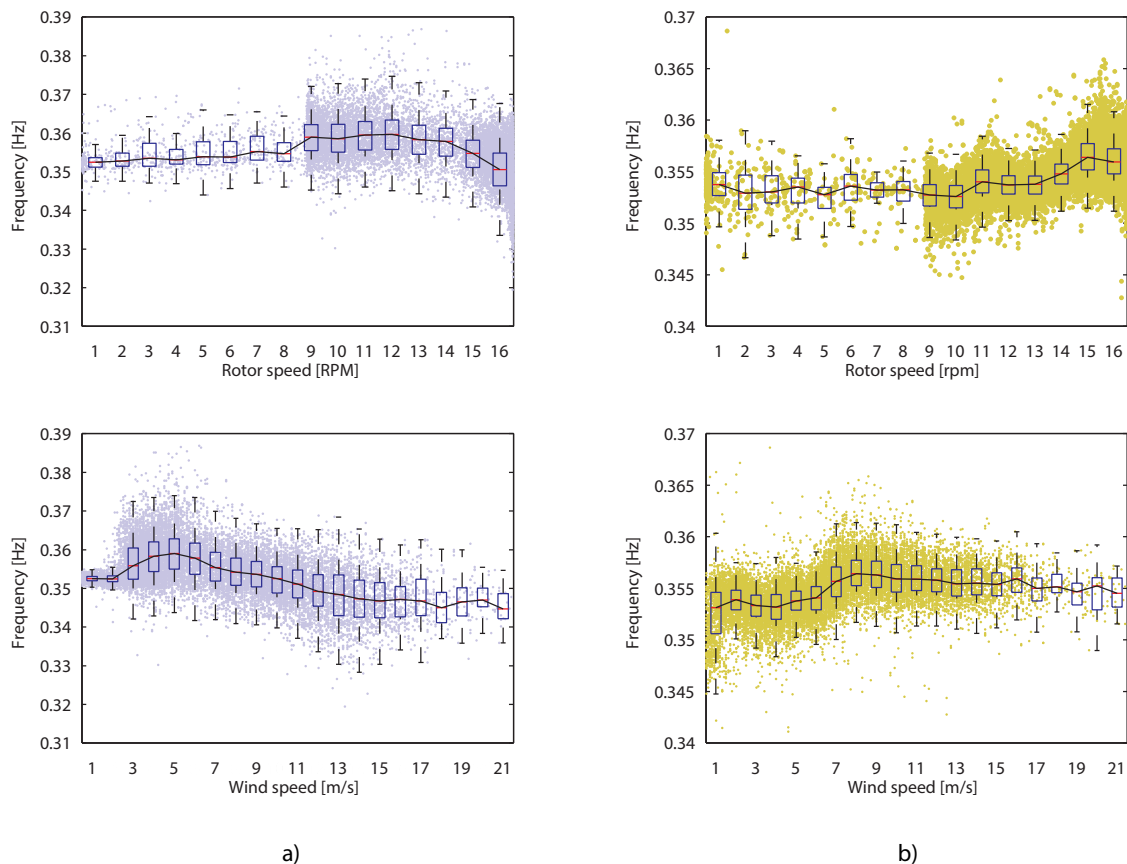 0.39
0.38
0.37
0.36
0.35
0.34
0.33
0.32
0.31
Frequency [Hz]
1 2 3 4 5 6 7 8 9 10 11 12 13 14 15 16
Rotor speed [RPM]
0.37
0.365
0.36
0.355
0.35
0.345
0.34
Frequency [Hz]
1 2 3 4 5 6 7 8 9 10 11 12 13 14 15 16
Rotor speed [rpm]
0.39
0.38
0.37
0.36
0.35
0.34
0.33
0.32
0.31
Frequency [Hz]
1 3 5 7 9 11 13 15 17 19 21
Wind speed [m/s]
0.37
0.365
0.36
0.355
0.35
0.345
0.34
Frequency [Hz]
1 3 5 7 9 11 13 15 17 19 21
Wind speed [m/s]
a)
b)